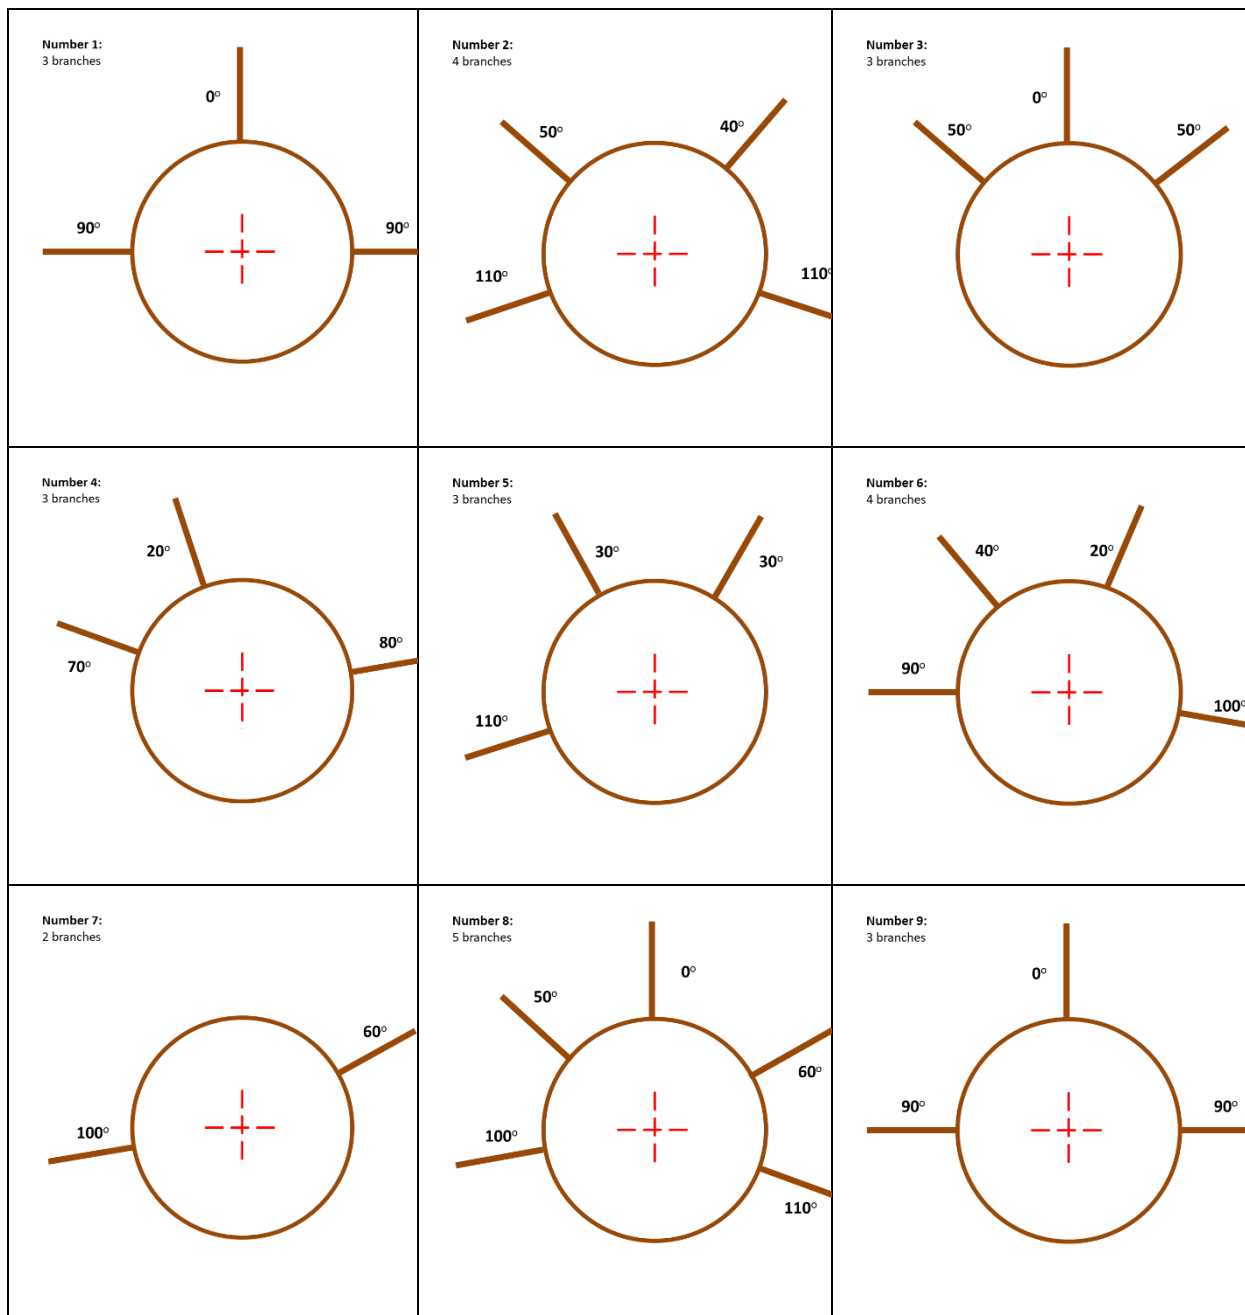 Number 1:
3 branches
0°
90°
90°
Number 2:
4 branches
50°
40°
110°
110°
Number 3:
3 branches
0°
50°
50°
Number 4:
3 branches
20°
70°
80°
Number 5:
3 branches
30°
30°
110°
Number 6:
4 branches
40°
20°
90°
100°
Number 7:
2 branches
60°
100°
Number 8:
5 branches
0°
50°
60°
100°
110°
Number 9:
3 branches
0°
90°
90°